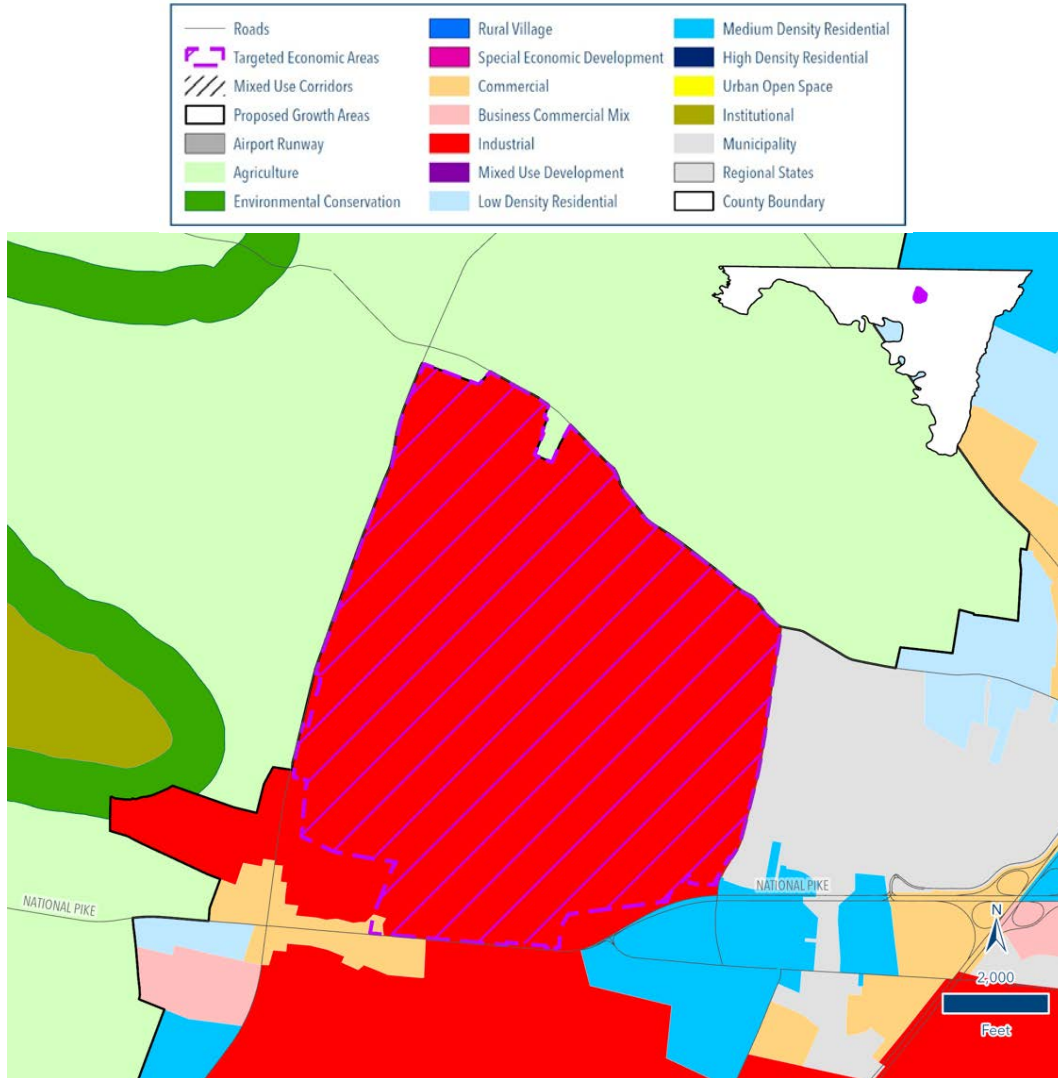 Roads
Targeted Economic Areas
Mixed Use Corridors
Proposed Growth Areas
Airport Runway
Agriculture
Environmental Conservation
Rural Village
Special Economic Development
Commercial
Business Commercial Mix
Industrial
Mixed Use Development
Low Density Residential
Medium Density Residential
High Density Residential
Urban Open Space
Institutional
Municipality
Regional States
County Boundary
NATIONAL PIKE
NATIONAL PIKE
N
2,000
Feet